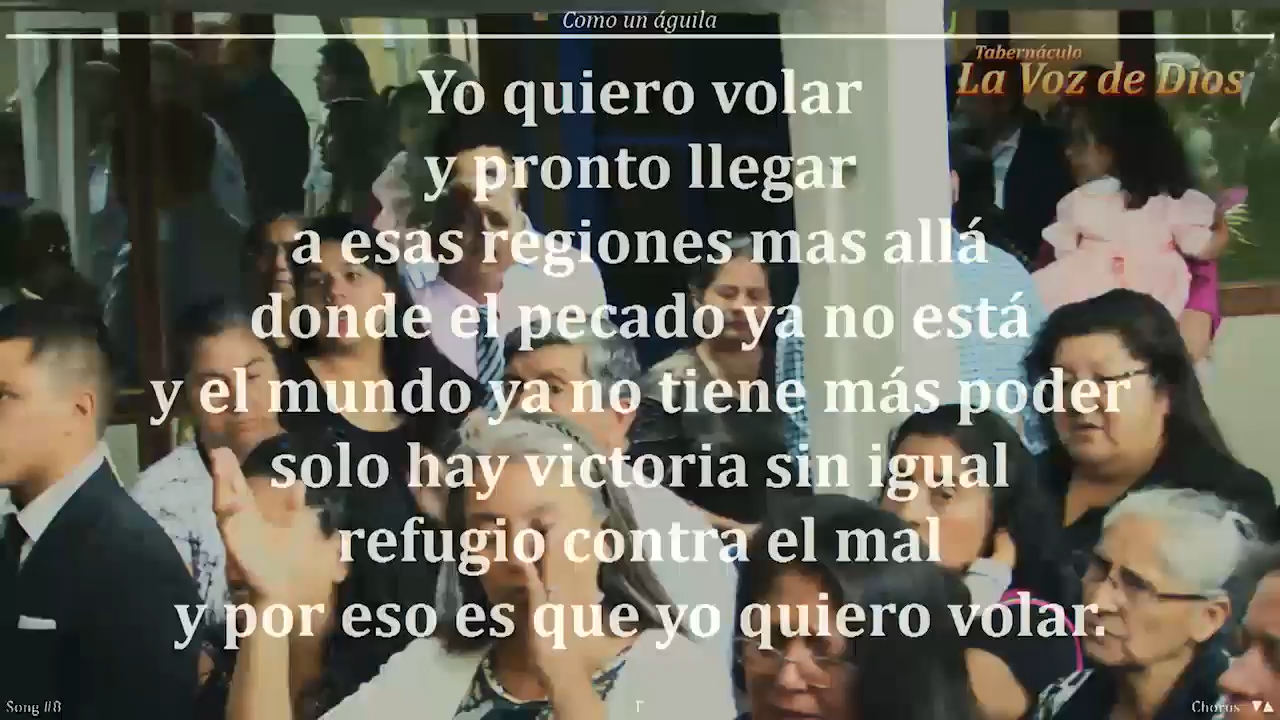 Como un águila
Tabernáculo
La Voz de Dios
Yo quiero volar
y pronto llegar
a esas regiones mas allá
donde el pecado ya no está
y el mundo ya no tiene más poder
solo hay victoria sin igual
refugio contra el mal
y por eso es que yo quiero volar.
Song #8
Chorus ▼▲